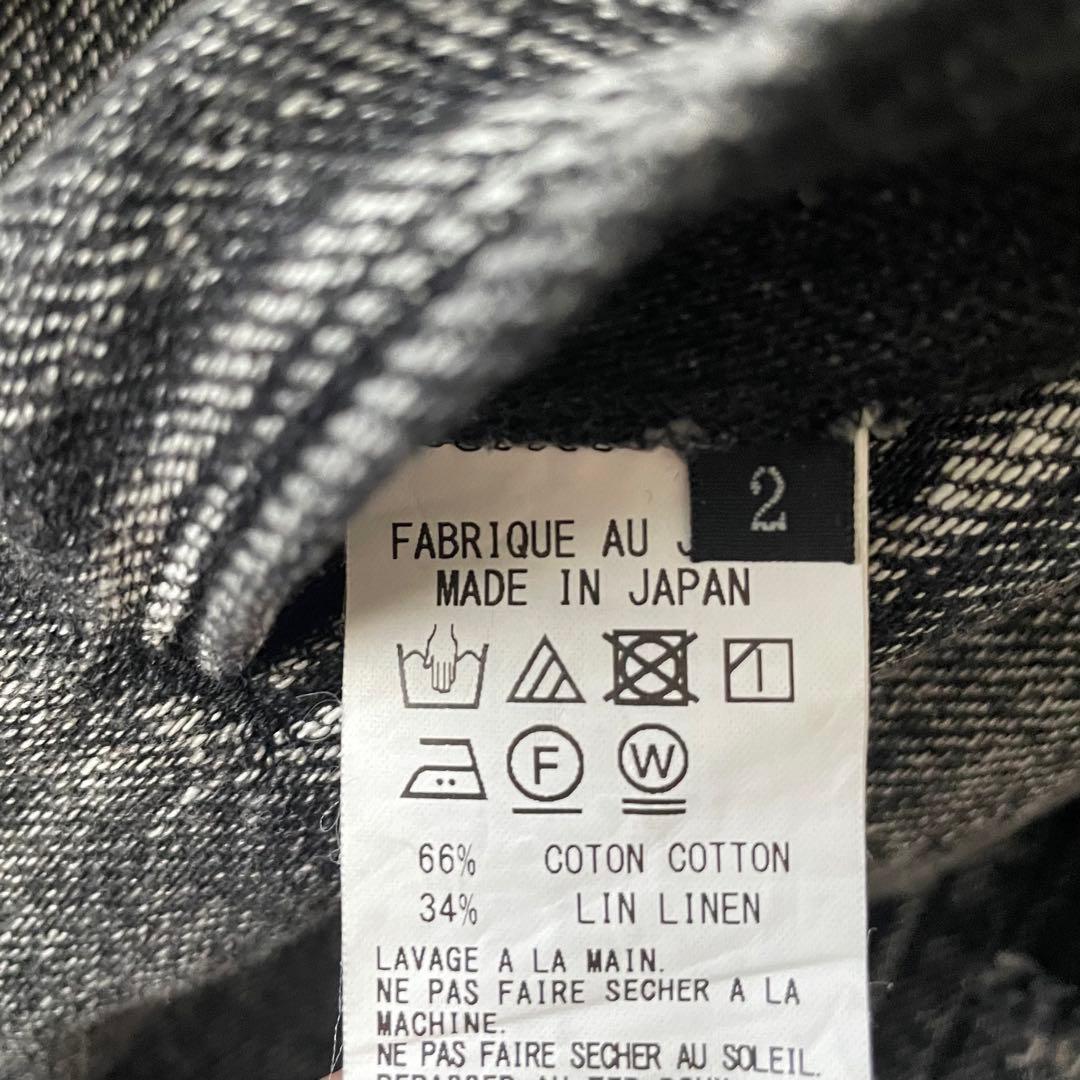 2
FABRIQUE AU
MADE IN JAPAN
F W
66% COTON COTTON
34% LIN LINEN
LAVAGE A LA MAIN.
NE PAS FAIRE SECHER A LA
MACHINE.
NE PAS FAIRE SECHER AU SOLEIL.